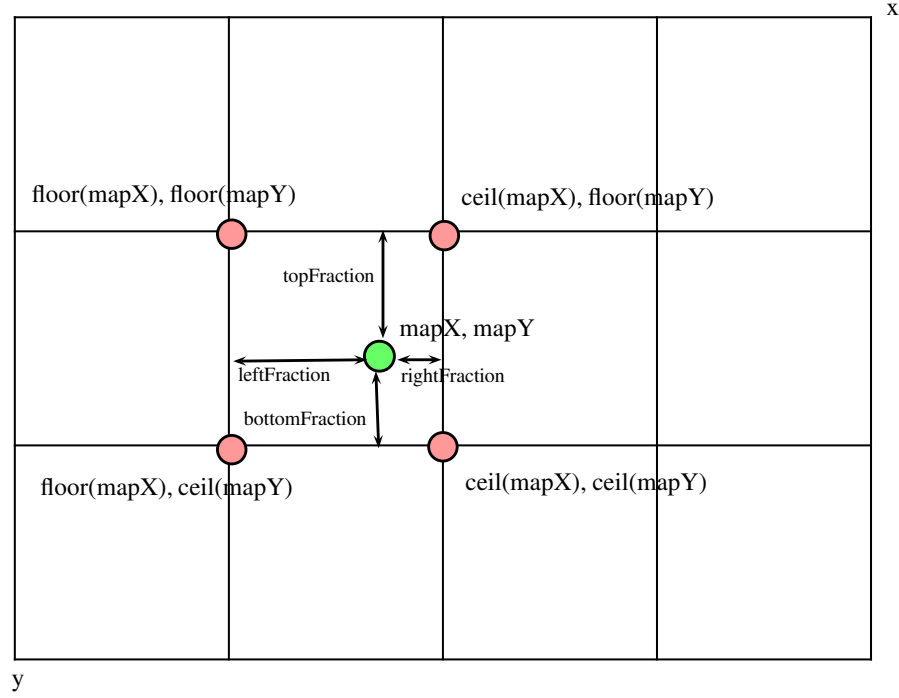 x
floor(mapX), floor(mapY)
ceil(mapX), floor(mapY)
topFraction
mapX, mapY
leftFraction
rightFraction
bottomFraction
floor(mapX), ceil(mapY)
ceil(mapX), ceil(mapY)
y